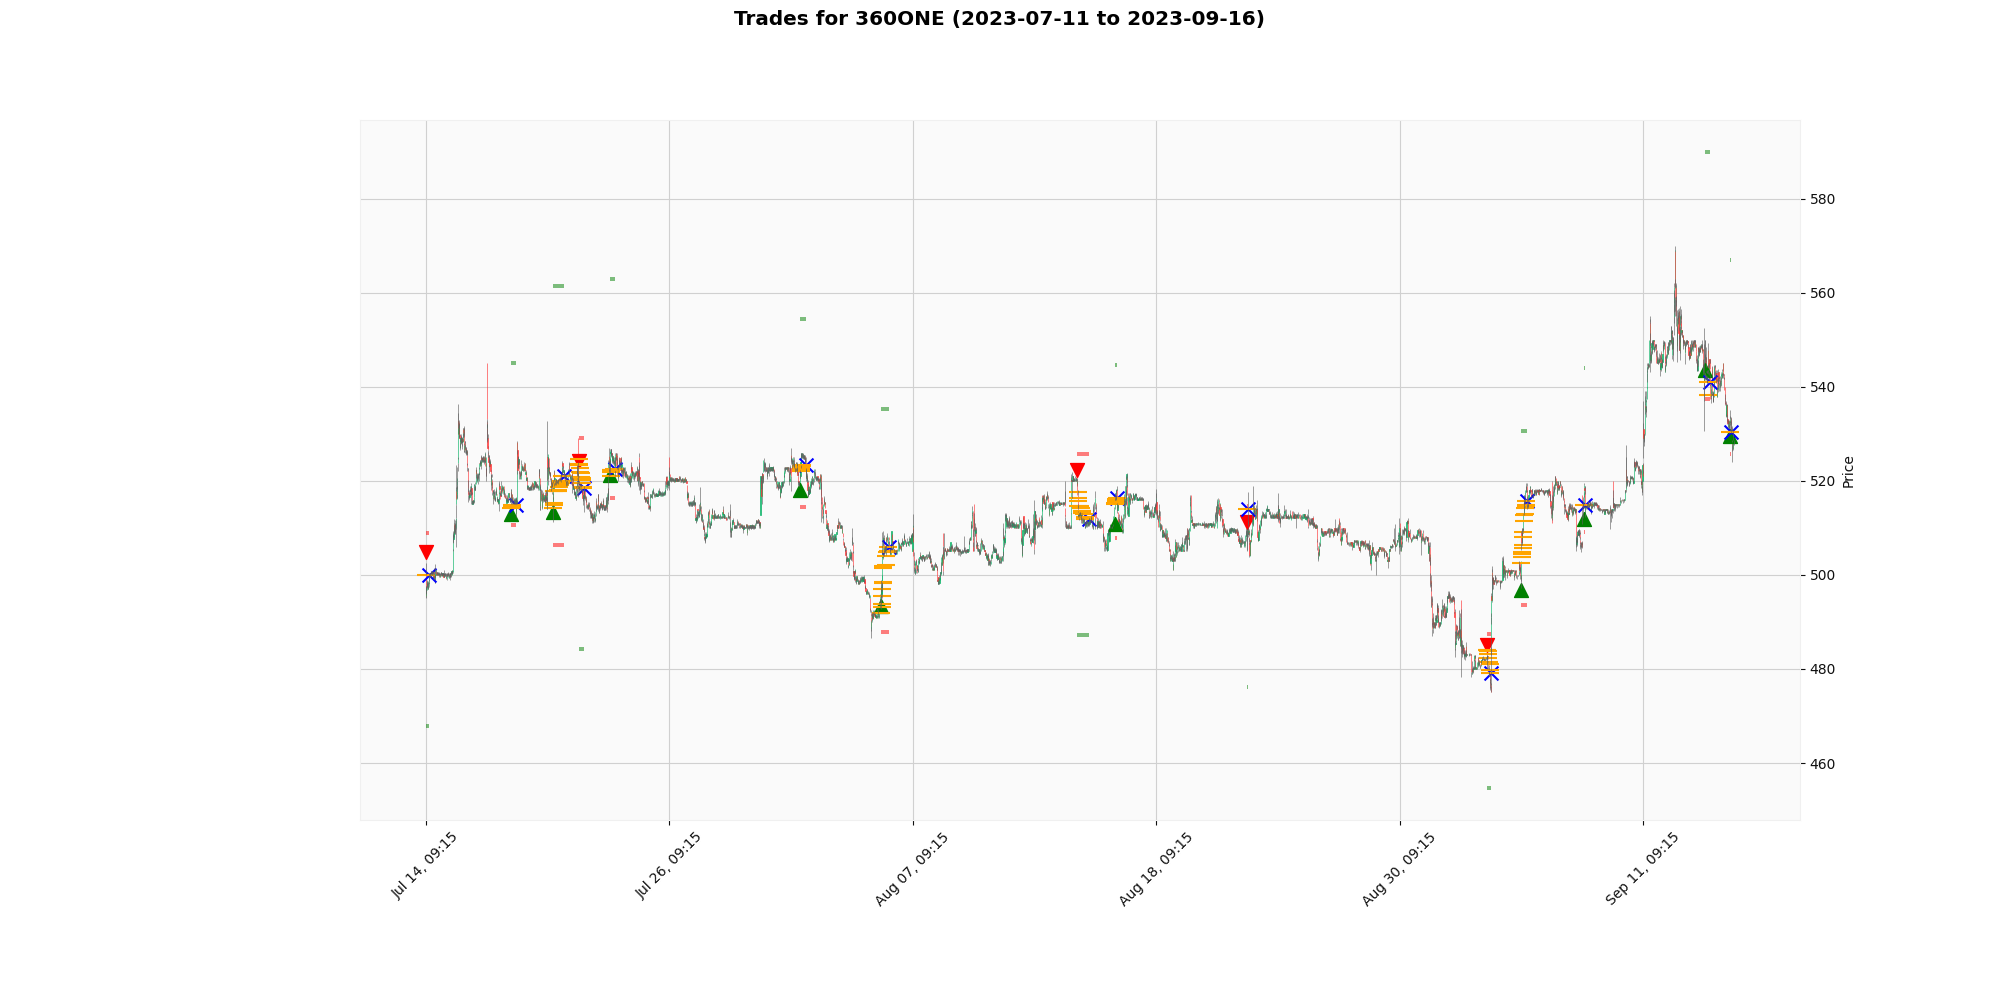 Trades for 360ONE (2023-07-11 to 2023-09-16)
580
560
540
520
500
480
460
Price
Jul 14, 09:15
Jul 26, 09:15
Aug 07, 09:15
Aug 18, 09:15
Aug 30, 09:15
Sep 11, 09:15